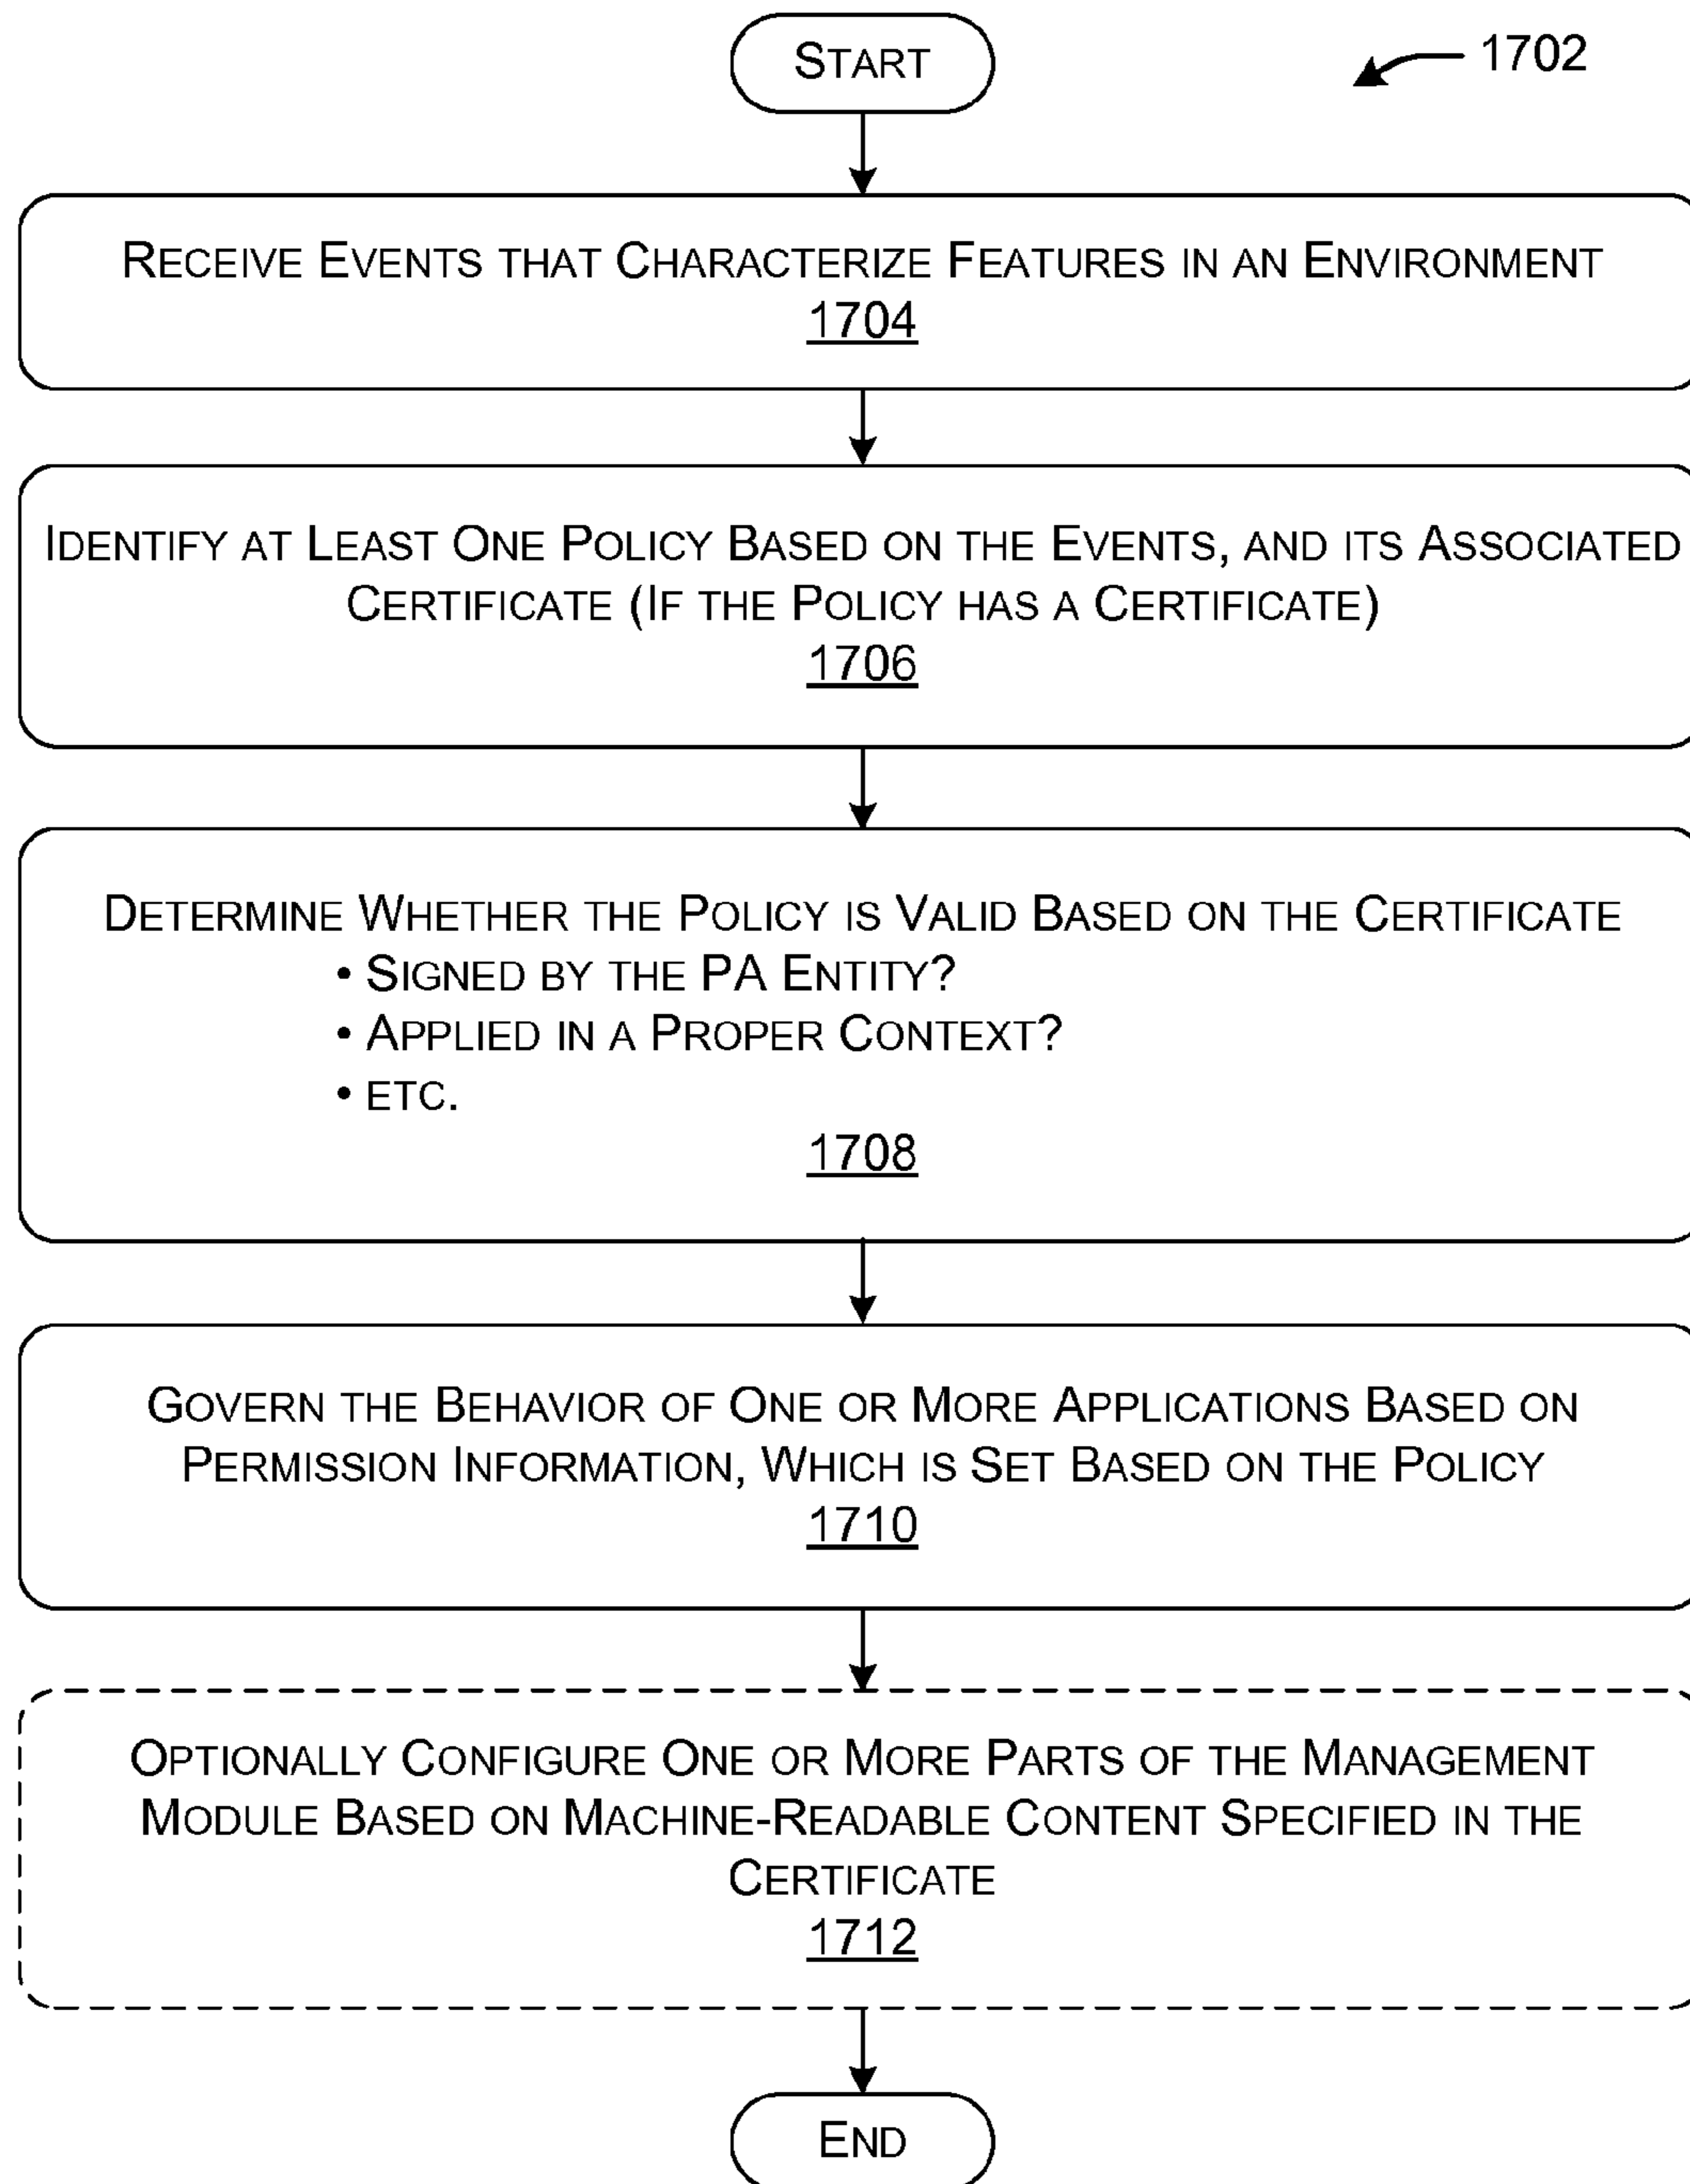 START
1702
RECEIVE EVENTS THAT CHARACTERIZE FEATURES IN AN ENVIRONMENT
1704
IDENTIFY AT LEAST ONE POLICY BASED ON THE EVENTS, AND ITS ASSOCIATED
CERTIFICATE (IF THE POLICY HAS A CERTIFICATE)
1706
DETERMINE WHETHER THE POLICY IS VALID BASED ON THE CERTIFICATE
• SIGNED BY THE PA ENTITY?
• APPLIED IN A PROPER CONTEXT?
• ETC.
1708
GOVERN THE BEHAVIOR OF ONE OR MORE APPLICATIONS BASED ON
PERMISSION INFORMATION, WHICH IS SET BASED ON THE POLICY
1710
OPTIONALLY CONFIGURE ONE OR MORE PARTS OF THE MANAGEMENT
MODULE BASED ON MACHINE-READABLE CONTENT SPECIFIED IN THE
CERTIFICATE
1712
END